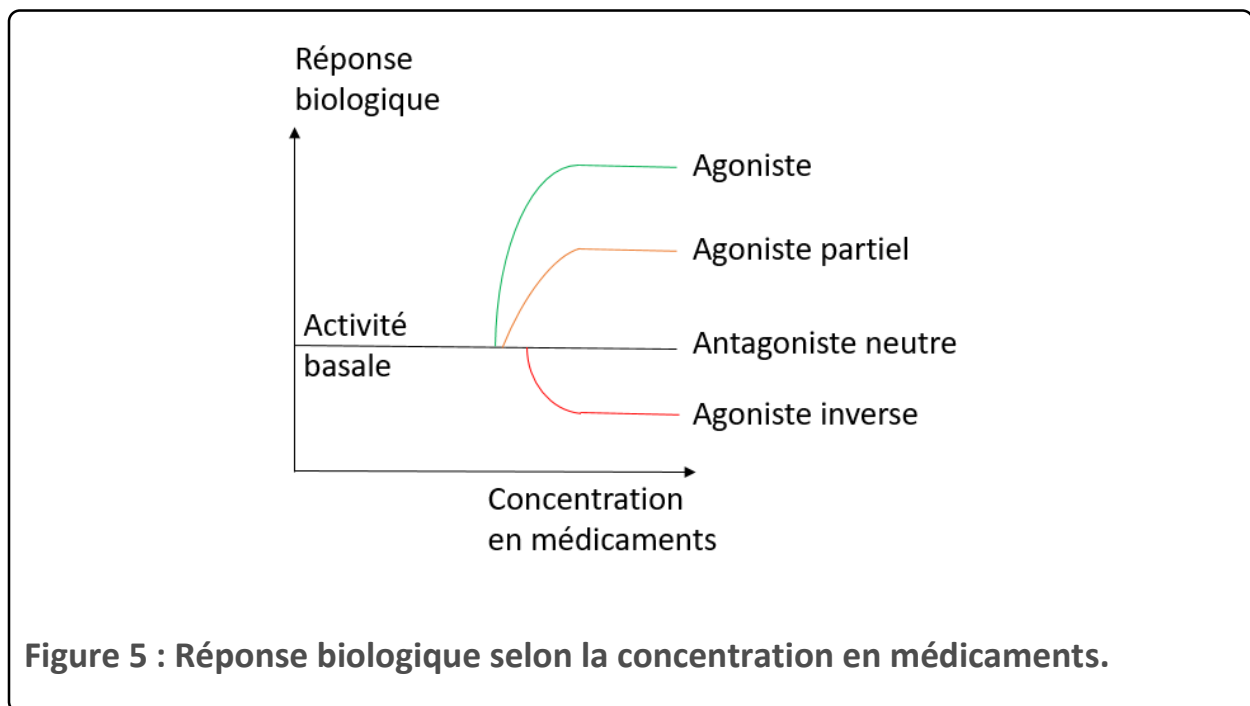 Réponse
biologique
Agoniste
Agoniste partiel
Activité
basale
Antagoniste neutre
Agoniste inverse
Concentration
en médicaments
Figure 5 : Réponse biologique selon la concentration en médicaments.